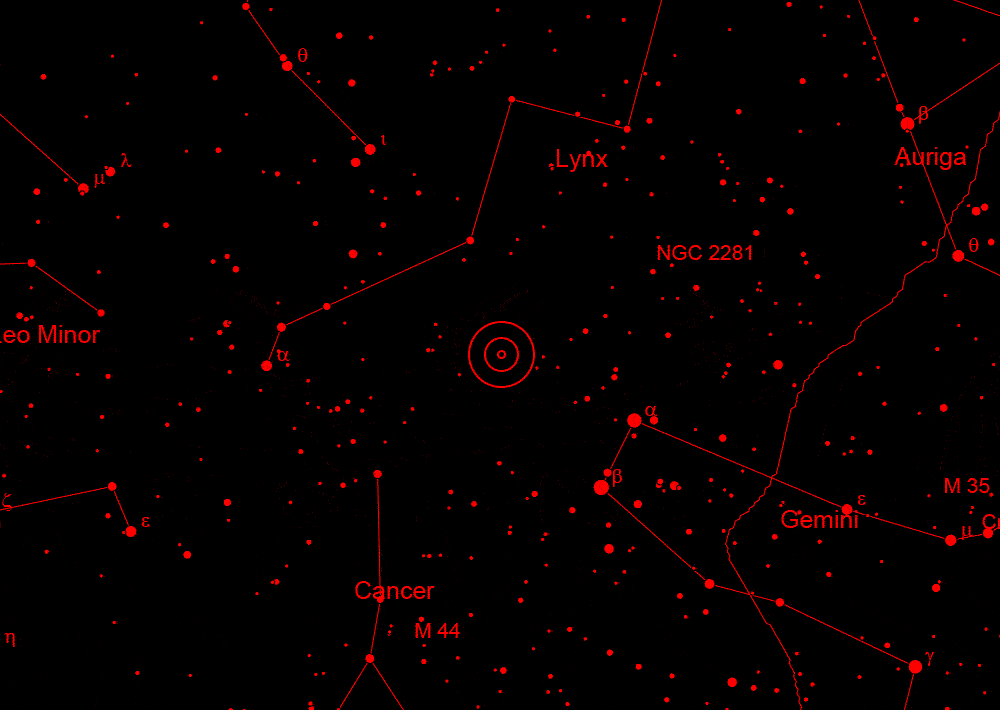 θ
β
ι
Lynx
Auriga
λ
μ
θ
NGC 2281
Leo Minor
α
α
β
M 35
ε
ζ
Gemini
ε
μ
Cancer
M 44
η
γ